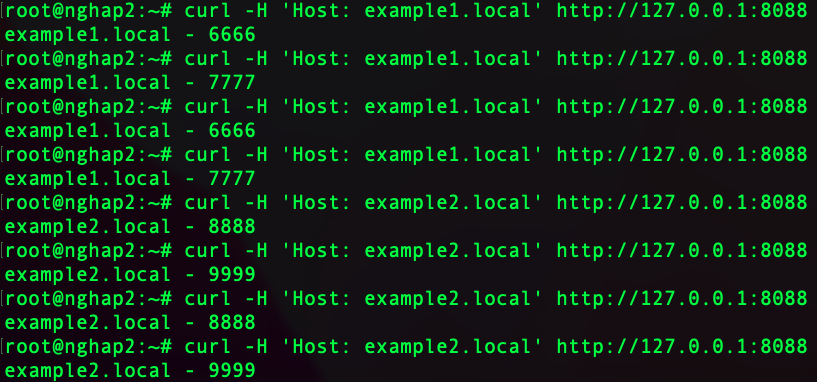 [root@nghap2:~# curl -H 'Host: example1.local' http://127.0.0.1:8088
example1.local - 6666
[root@nghap2:~# curl -H 'Host: example1.local' http://127.0.0.1:8088
example1.local - 7777
[root@nghap2:~# curl -H 'Host: example1.local' http://127.0.0.1:8088
example1.local - 6666
[root@nghap2:~# curl -H 'Host: example1.local' http://127.0.0.1:8088
example1.local - 7777
[root@nghap2:~# curl -H 'Host: example2.local' http://127.0.0.1:8088
example2.local - 8888
[root@nghap2:~# curl -H 'Host: example2.local' http://127.0.0.1:8088
example2.local - 9999
[root@nghap2:~# curl -H 'Host: example2.local' http://127.0.0.1:8088
example2.local - 8888
[root@nghap2:~# curl -H 'Host: example2.local' http://127.0.0.1:8088
example2.local - 9999